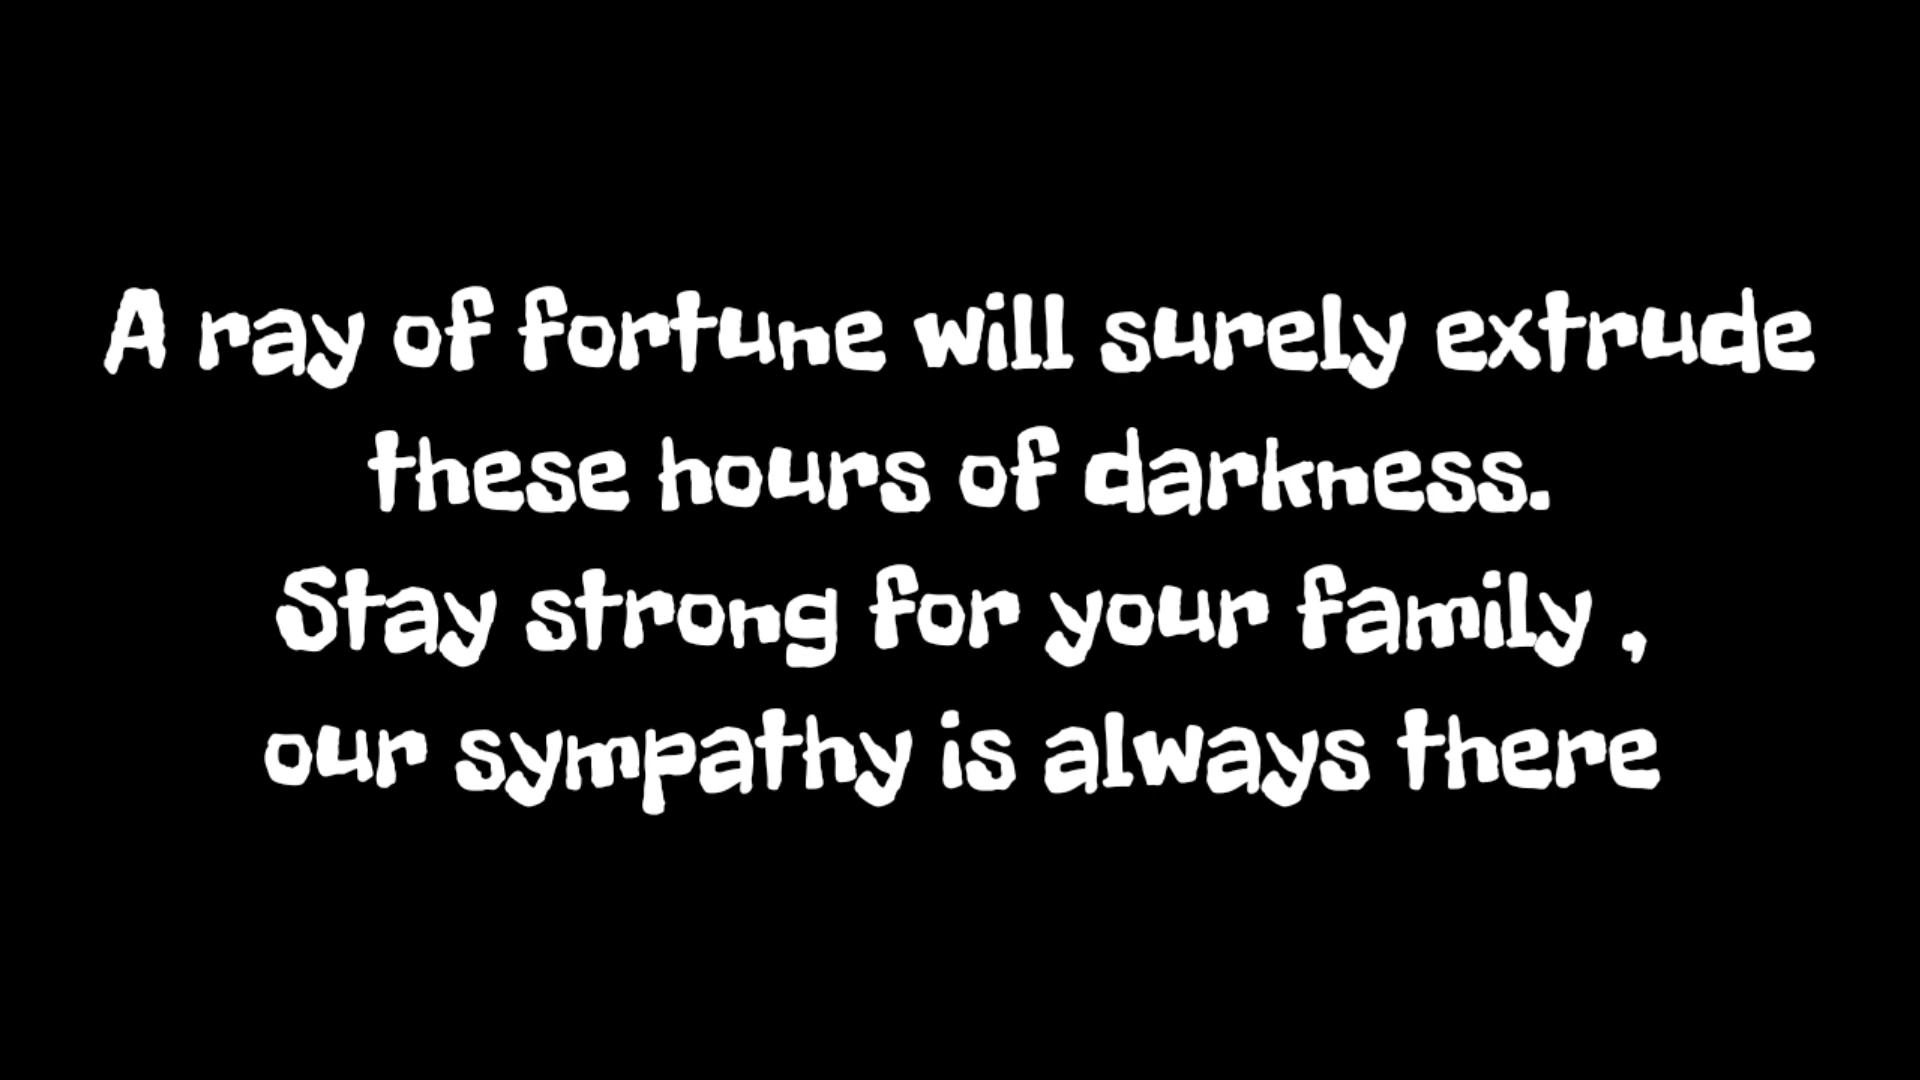 A ray of fortune will surely extrude
these hours of darkness.
Stay strong for your family ,
our sympathy is always there